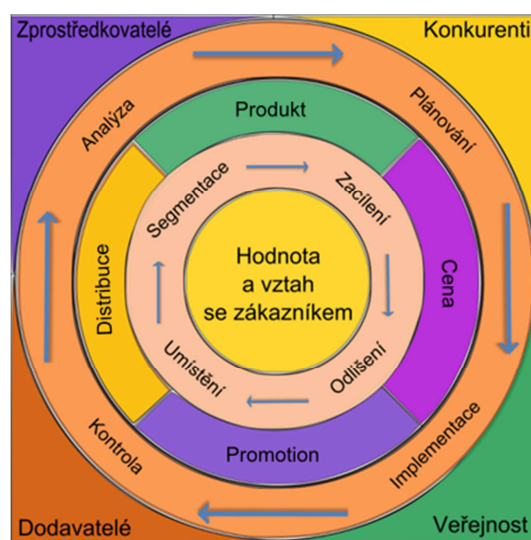 Zprostředkovatelé
Konkurenti
Analýza
Plánování
Produkt
Segmentace
Zacílení
Distribuce
Hodnota
a vztah
se zákazníkem
Cena
Umístění
Odlišení
Kontrola
Promotion
Implementace
Dodavatelé
Veřejnost